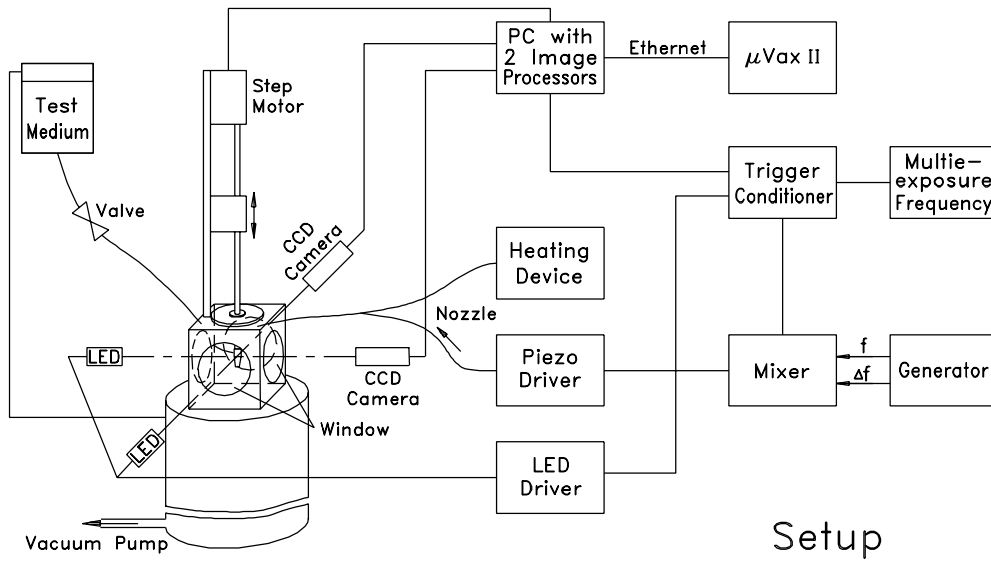 PC with
2 Image
Processors
Ethernet
µVax II
Test
Medium
Step
Motor
Valve
CCD
Camera
Trigger
Conditioner
Multie-
exposure
Frequency
Heating
Device
Nozzle
LED
CCD
Camera
Piezo
Driver
Mixer
f
Δf
Generator
Window
LED
LED
Driver
Vacuum Pump
Setup